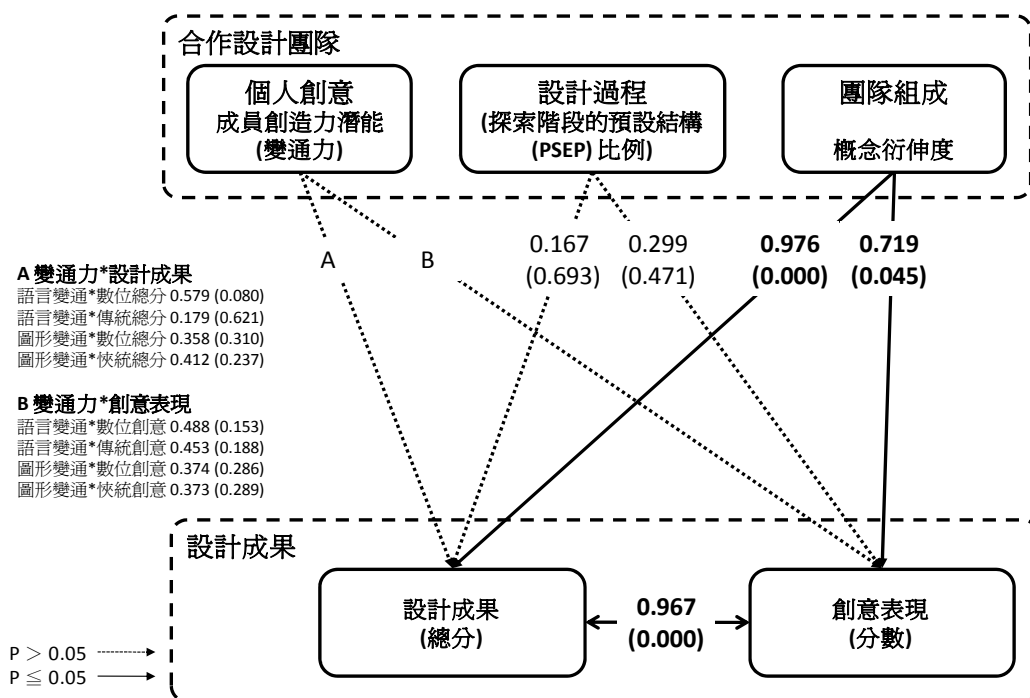 合作設計團隊
個人創意
成員創造力潛能
(變通力)
設計過程
(探索階段的預設結構
(PSEP) 比例)
團隊組成
概念衍伸度
A
B
0.167
(0.693)
0.299
(0.471)
0.976
(0.000)
0.719
(0.045)
A 變通力*設計成果
語言變通*數位總分 0.579 (0.080)
語言變通*傳統總分 0.179 (0.621)
圖形變通*數位總分 0.358 (0.310)
圖形變通*悏統總分 0.412 (0.237)
B 變通力*創意表現
語言變通*數位創意 0.488 (0.153)
語言變通*傳統創意 0.453 (0.188)
圖形變通*數位創意 0.374 (0.286)
圖形變通*悏統創意 0.373 (0.289)
設計成果
設計成果
(總分)
0.967
(0.000)
創意表現
(分數)
P > 0.05
P ≦ 0.05